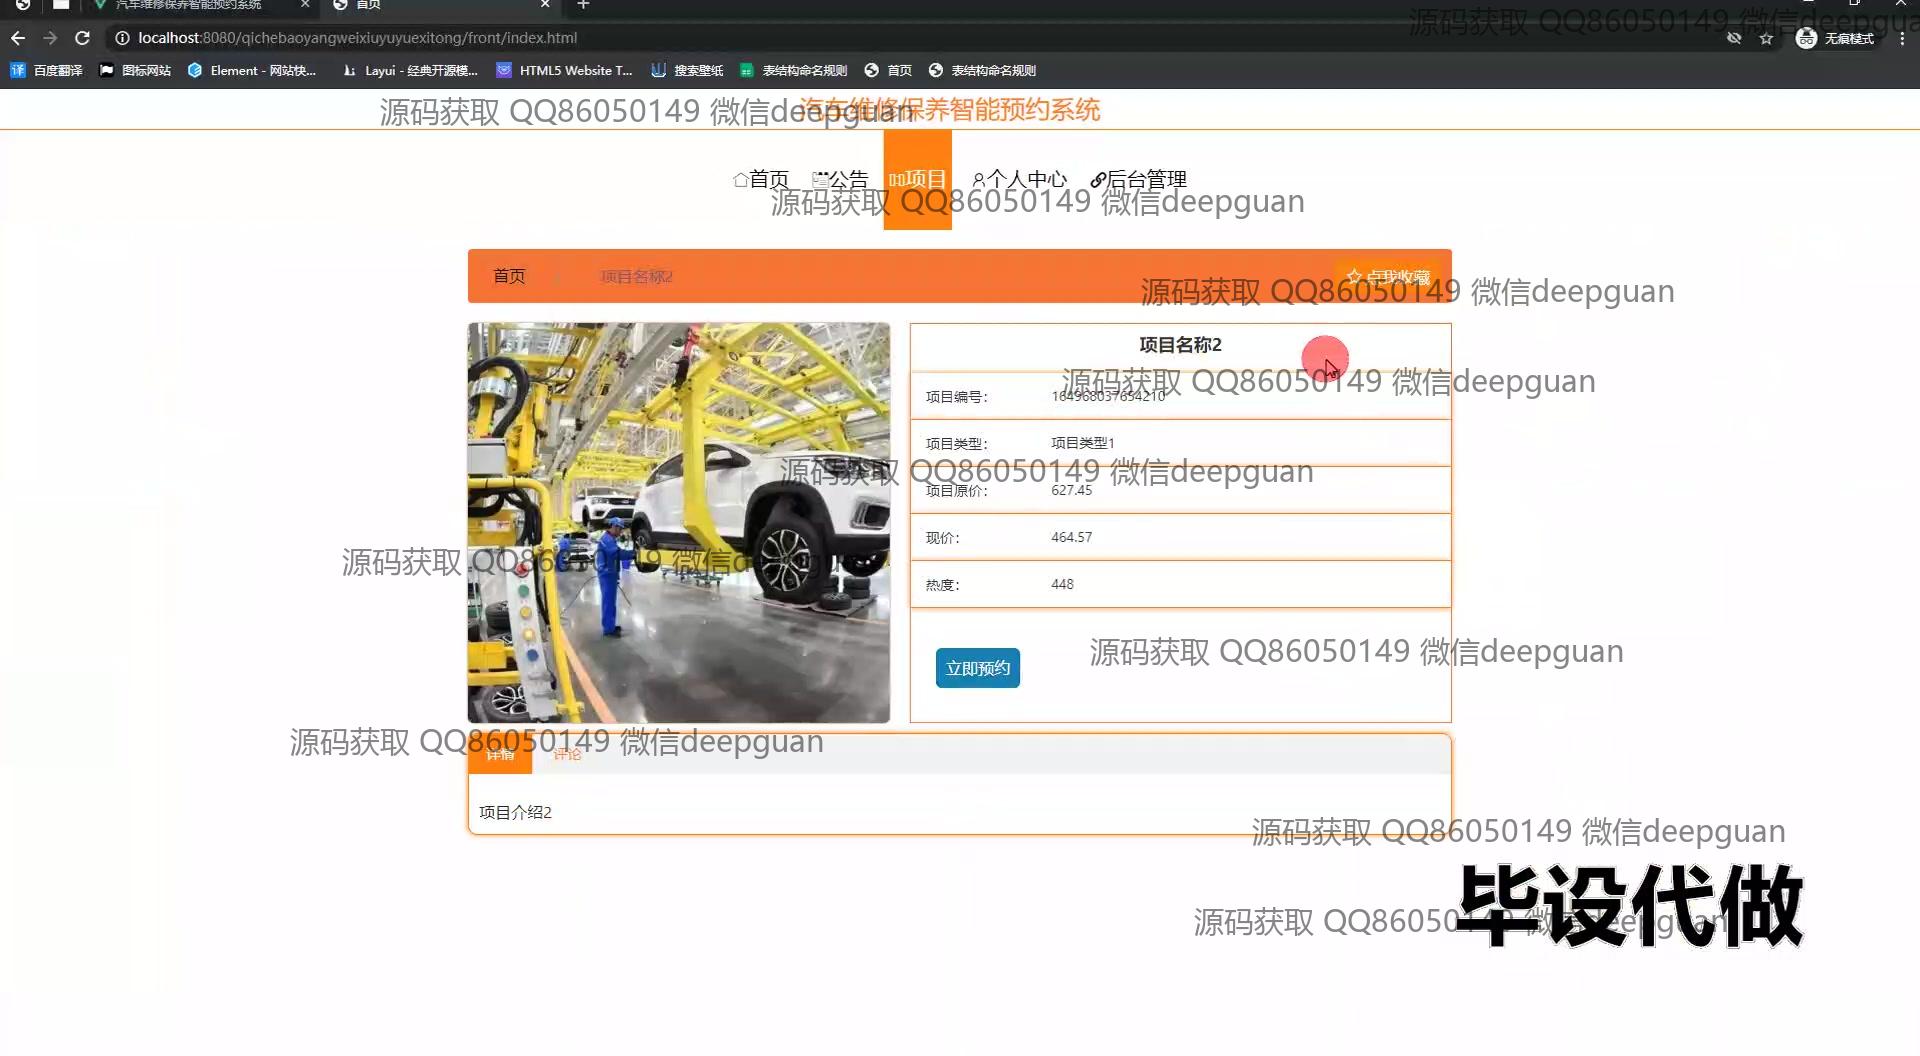 汽车维修保养智能预约系统
首页
localhost:8080/qichebaoyangweixiuyuyuexitong/front/index.html
无痕模式
百度翻译
图标网站
Element - 网站快...
Layui - 经典开源模...
HTML5 Website T...
搜索壁纸
表结构命名规则
首页
表结构命名规则
源码获取 QQ86050149 微信deepgua
源码获取 QQ86050149 微信deepguan
汽车维修保养智能预约系统
首页
公告
项目
个人中心
后台管理
源码获取 QQ86050149 微信deepguan
首页
项目名称2
点我收藏
源码获取 QQ86050149 微信deepguan
项目名称2
源码获取 QQ86050149 微信deepguan
项目编号:
项目类型: 项目类型1
源码获取 QQ86050149 微信deepguan
项目原价: 627.45
现价: 464.57
源码获取 QQ86050149 微信deepguan
热度: 448
源码获取 QQ86050149 微信deepguan
立即预约
源码获取 QQ86050149 微信deepguan
详情
评论
项目介绍2
源码获取 QQ86050149 微信deepguan
毕设代做
源码获取 QQ86050149 微信deepguan